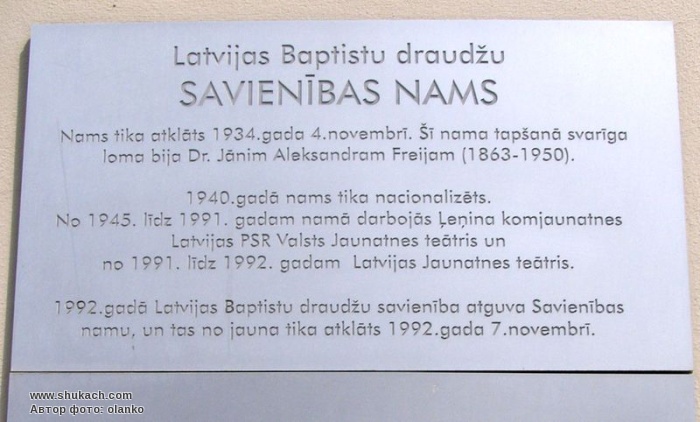 Latvijas Baptistu draudžu
SAVIENĪBAS NAMS
Nams tika atklāts 1934.gada 4.novembrī. Šī nama tapšanā svarīga
loma bija Dr. Jānim Aleksandram Freijam (1863-1950).
1940.gadā nams tika nacionalizēts.
No 1945. līdz 1991. gadam namā darbojās Ļeņina komjaunatnes
Latvijas PSR Valsts Jaunatnes teātris un
no 1991. līdz 1992. gadam Latvijas Jaunatnes teātris.
1992.gadā Latvijas Baptistu draudžu savienība atguva Savienības
namu, un tas no jauna tika atklāts 1992.gada 7.novembrī.
www.shukach.com
Автор фото: olanko